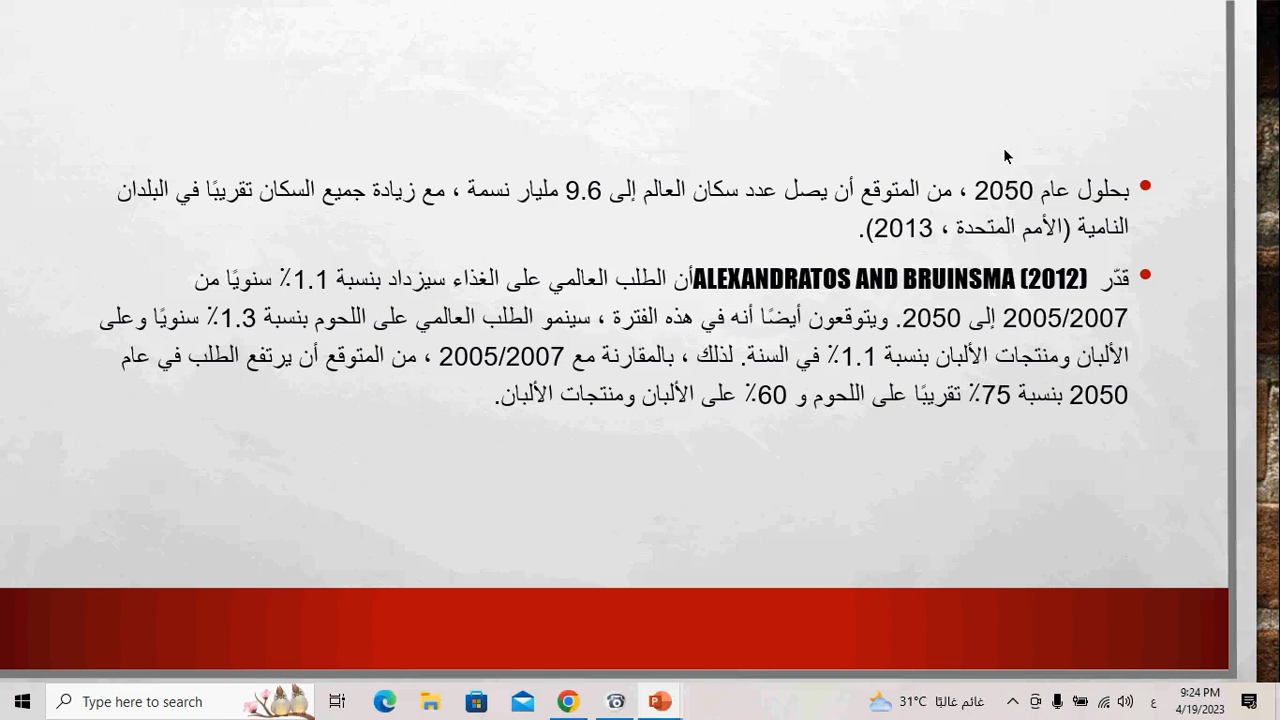 بحلول عام 2050 ، من المتوقع أن يصل عدد سكان العالم إلى 9.6 مليار نسمة ، مع زيادة جميع السكان تقريبًا في البلدان
النامية (الأمم المتحدة ، 2013).
قدّر ALEXANDRATOS AND BRUINSMA (2012) أن الطلب العالمي على الغذاء سيزداد بنسبة 1.1٪ سنويًا من
2005/2007 إلى 2050. ويتوقعون أيضًا أنه في هذه الفترة ، سينمو الطلب العالمي على اللحوم بنسبة 1.3٪ سنويًا وعلى
الألبان ومنتجات الألبان بنسبة 1.1٪ في السنة. لذلك ، بالمقارنة مع 2005/2007 ، من المتوقع أن يرتفع الطلب في عام
2050 بنسبة 75٪ تقريبًا على اللحوم و 60٪ على الألبان ومنتجات الألبان.
Type here to search
31°C غائم غالبًا
ع
9:24 PM
4/19/2023